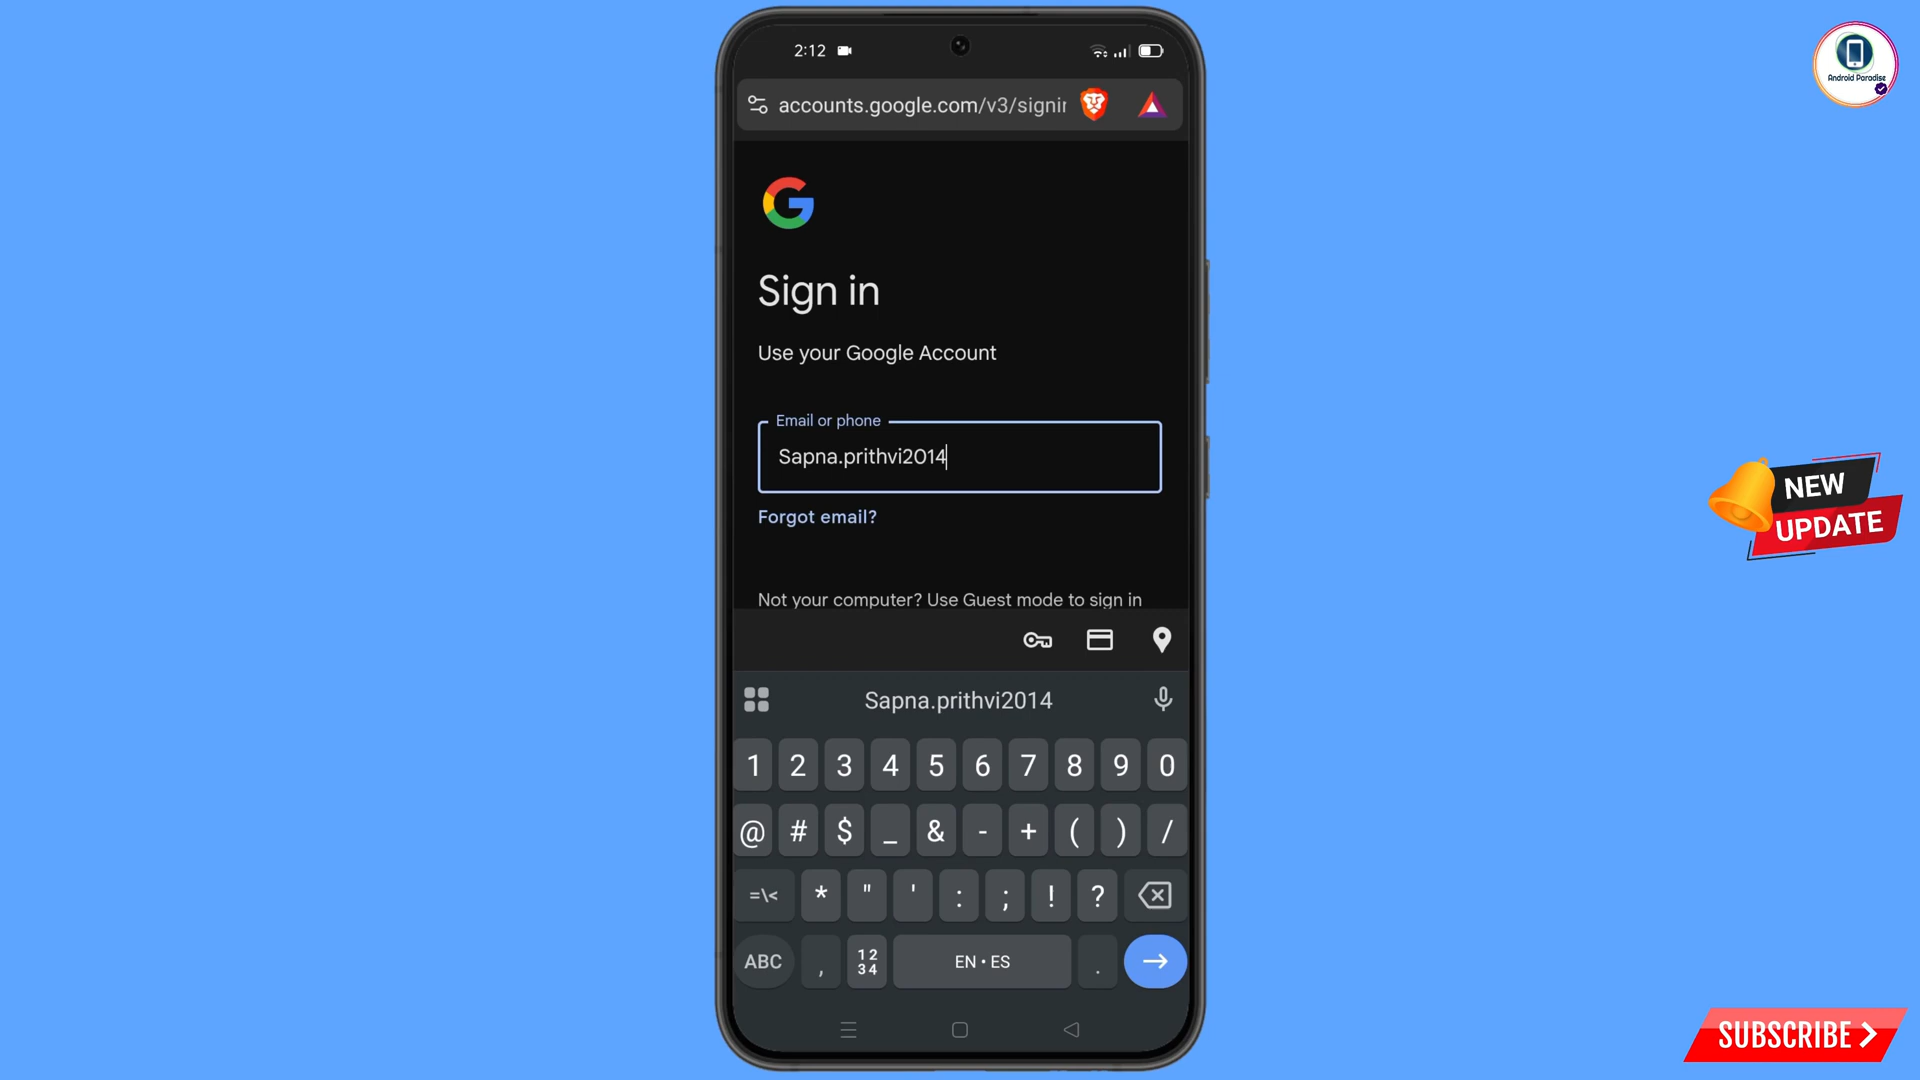 2:12
Android Paradise
accounts.google.com/v3/signir
G
Sign in
Use your Google Account
Email or phone
Sapna.prithvi2014
Forgot email?
NEW
UPDATE
Not your computer? Use Guest mode to sign in
Sapna.prithvi2014
1 2 3 4 5 6 7 8 9 0
@ # $ _ & - + ( ) /
=\< * " ' : ; ! ?
ABC , 12 34 EN • ES .
SUBSCRIBE